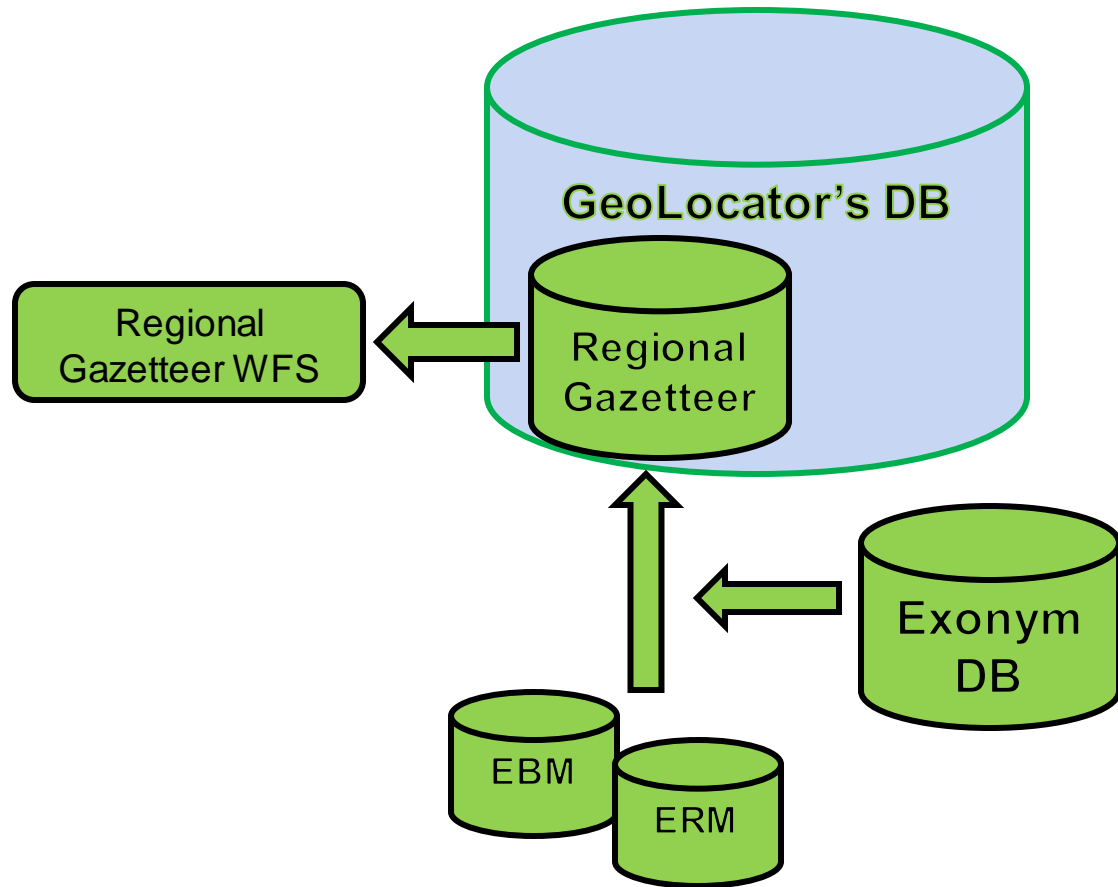 GeoLocator’s DB
Regional
Gazetteer WFS
Regional
Gazetteer
Exonym
DB
EBM
ERM